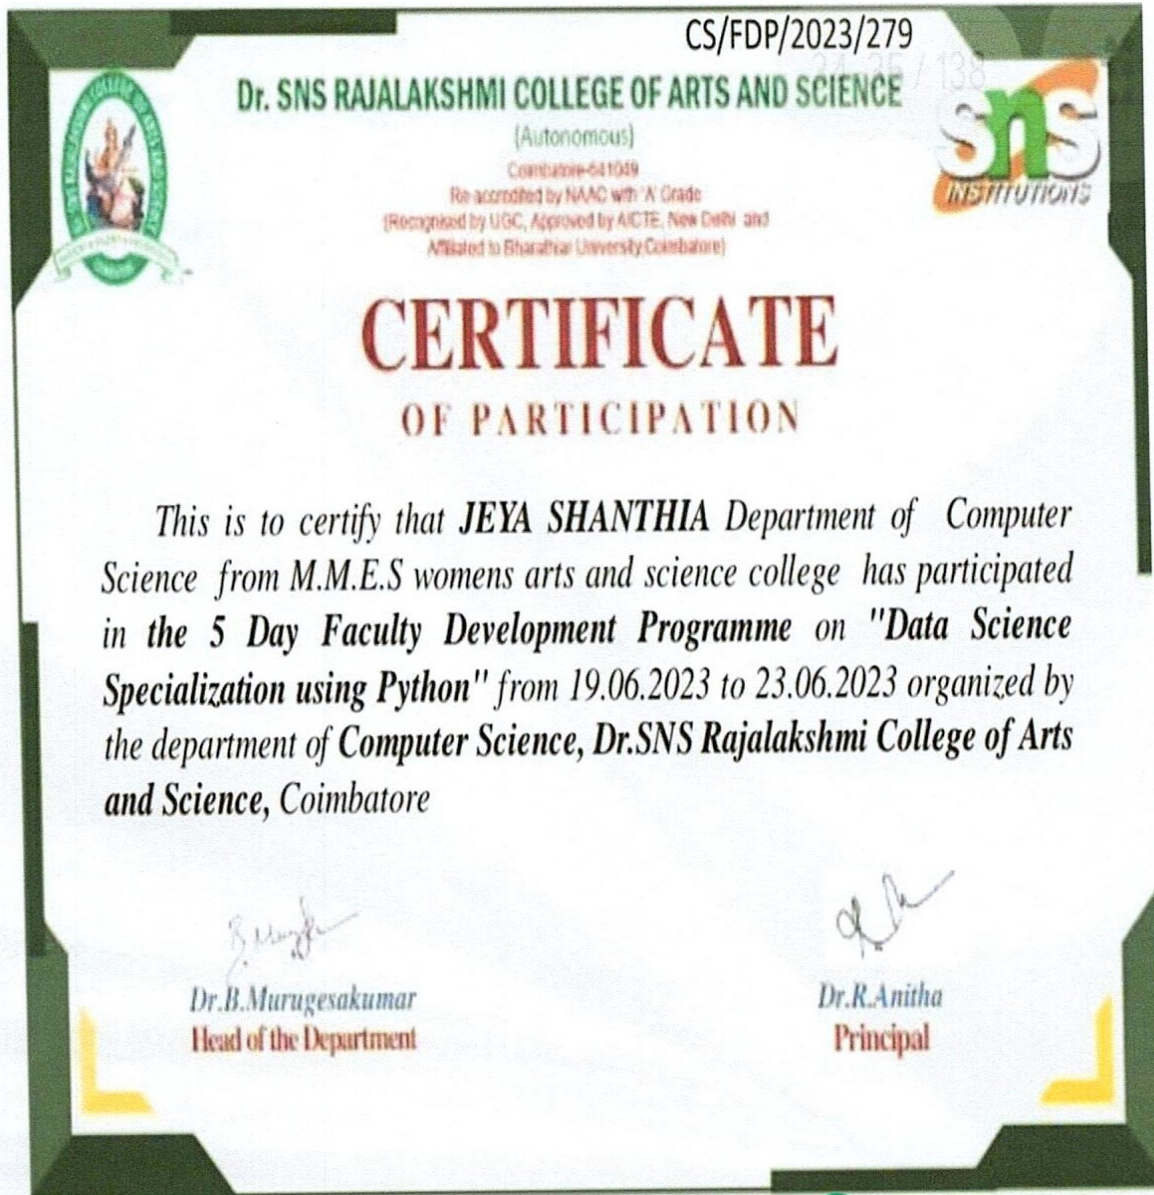 CS/FDP/2023/279
Dr. SNS RAJALAKSHMI COLLEGE OF ARTS AND SCIENCE
(Autonomous)
Coimbatore-641049
Re-accredited by NAAC with 'A' Grade
(Recognised by UGC, Approved by AICTE, New Delhi and
Affiliated to Bharathiar University,Coimbatore)
sns
INSTITUTIONS
CERTIFICATE
OF PARTICIPATION
This is to certify that JEYA SHANTHIA Department of Computer
Science from M.M.E.S womens arts and science college has participated
in the 5 Day Faculty Development Programme on "Data Science
Specialization using Python" from 19.06.2023 to 23.06.2023 organized by
the department of Computer Science, Dr.SNS Rajalakshmi College of Arts
and Science, Coimbatore
Dr.B.Murugesakumar
Head of the Department
Dr.R.Anitha
Principal